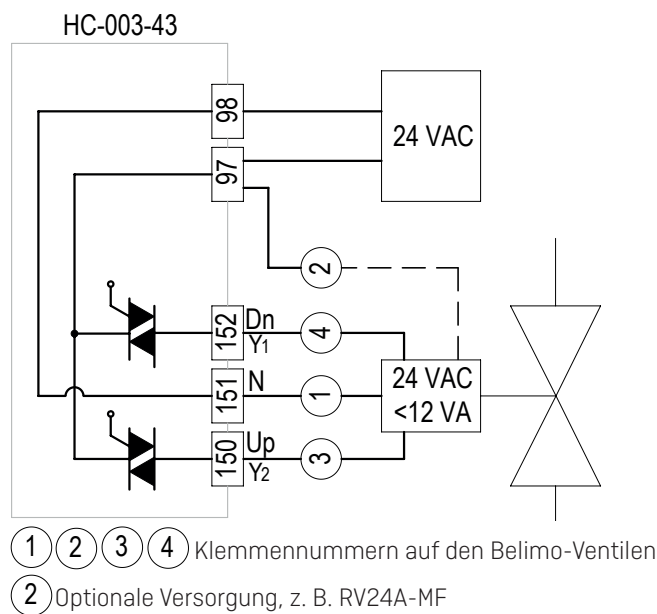 HC-003-43
98
24 VAC
97
2
152
Dn
Y1
4
151
N
1
24 VAC
<12 VA
150
Up
Y2
3
1 2 3 4 Klemmennummern auf den Belimo-Ventilen
2 Optionale Versorgung, z. B. RV24A-MF